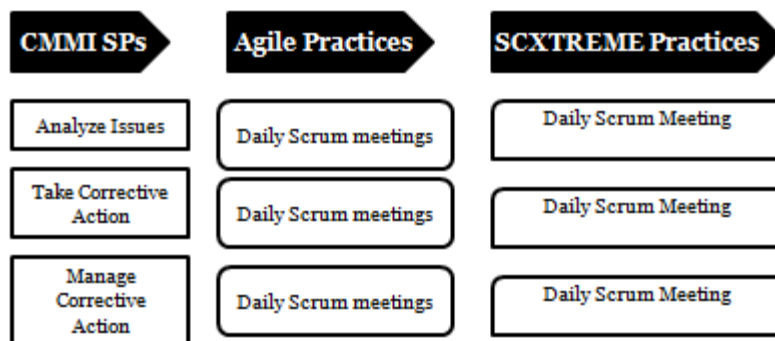 CMMI SPs
Agile Practices
SCXTREME Practices
Analyze Issues
Daily Scrum meetings
Daily Scrum Meeting
Take Corrective
Action
Daily Scrum meetings
Daily Scrum Meeting
Manage
Corrective
Action
Daily Scrum meetings
Daily Scrum Meeting